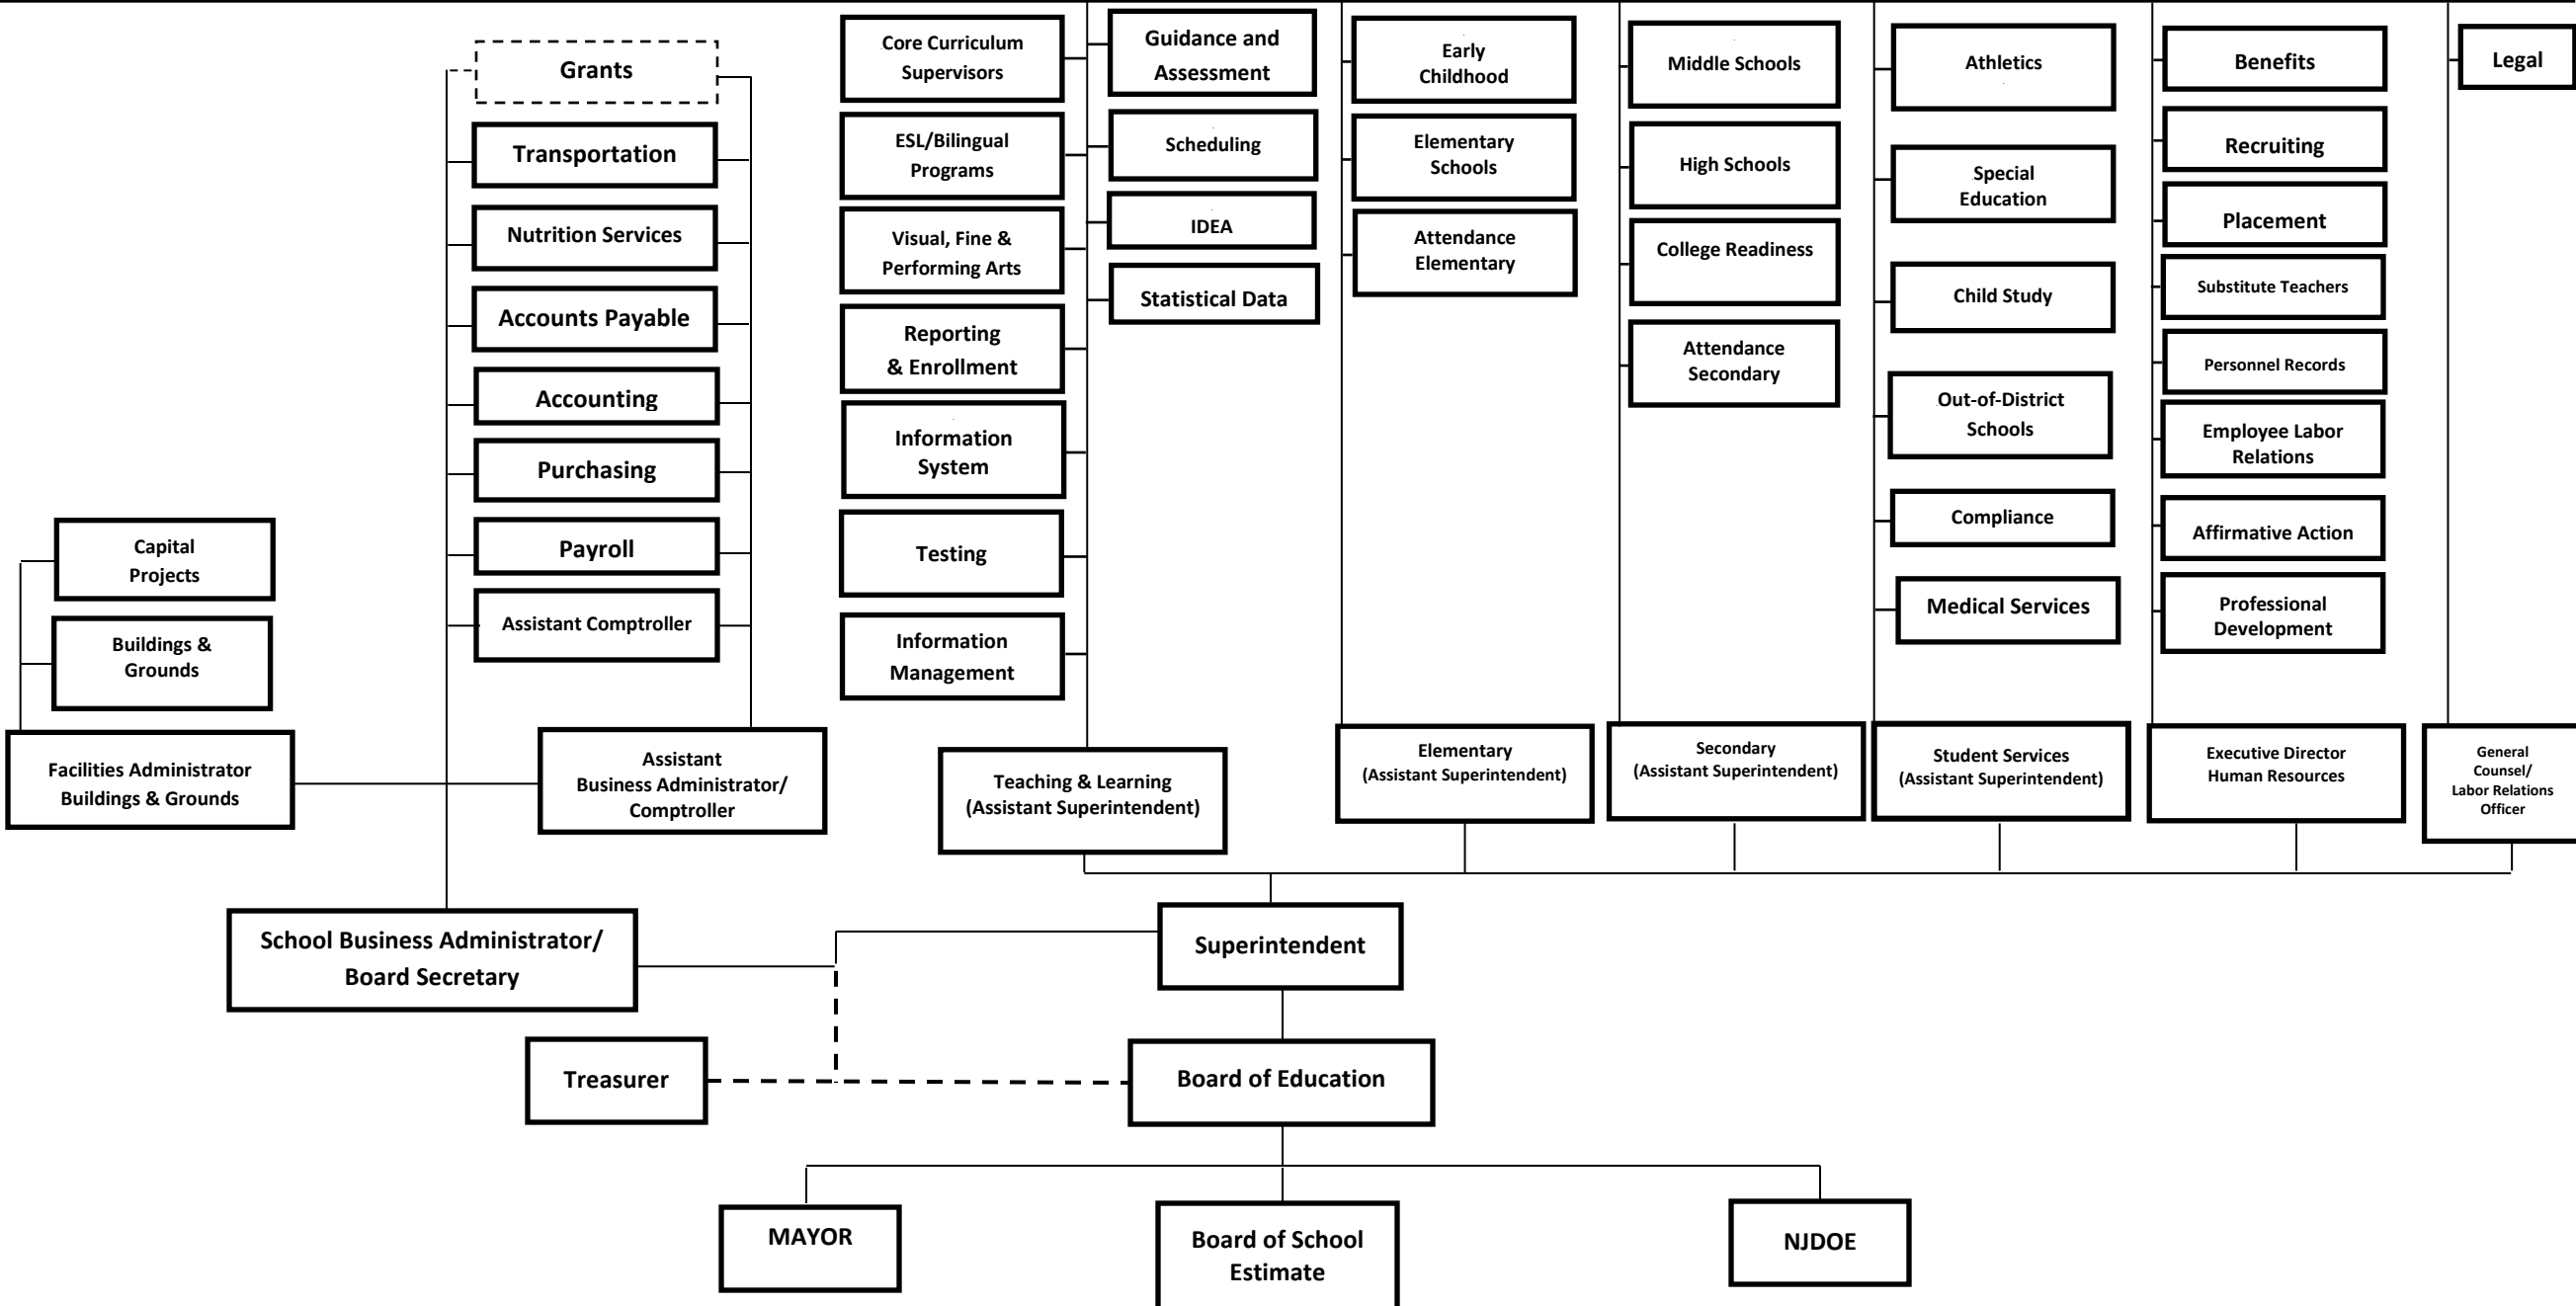 Grants
Transportation
Nutrition Services
Accounts Payable
Accounting
Purchasing
Payroll
Assistant Comptroller
Capital
Projects
Buildings &
Grounds
Facilities Administrator
Buildings & Grounds
Assistant
Business Administrator/
Comptroller
Core Curriculum
Supervisors
ESL/Bilingual
Programs
Visual, Fine &
Performing Arts
Reporting
& Enrollment
Information
System
Testing
Information
Management
Guidance and
Assessment
Scheduling
IDEA
Statistical Data
Teaching & Learning
(Assistant Superintendent)
Early
Childhood
Elementary
Schools
Attendance
Elementary
Elementary
(Assistant Superintendent)
Middle Schools
High Schools
College Readiness
Attendance
Secondary
Secondary
(Assistant Superintendent)
Athletics
Special
Education
Child Study
Out-of-District
Schools
Compliance
Medical Services
Student Services
(Assistant Superintendent)
Benefits
Recruiting
Placement
Substitute Teachers
Personnel Records
Employee Labor
Relations
Affirmative Action
Professional
Development
Executive Director
Human Resources
Legal
General
Counsel/
Labor Relations
Officer
School Business Administrator/
Board Secretary
Superintendent
Treasurer
Board of Education
MAYOR
Board of School
Estimate
NJDOE